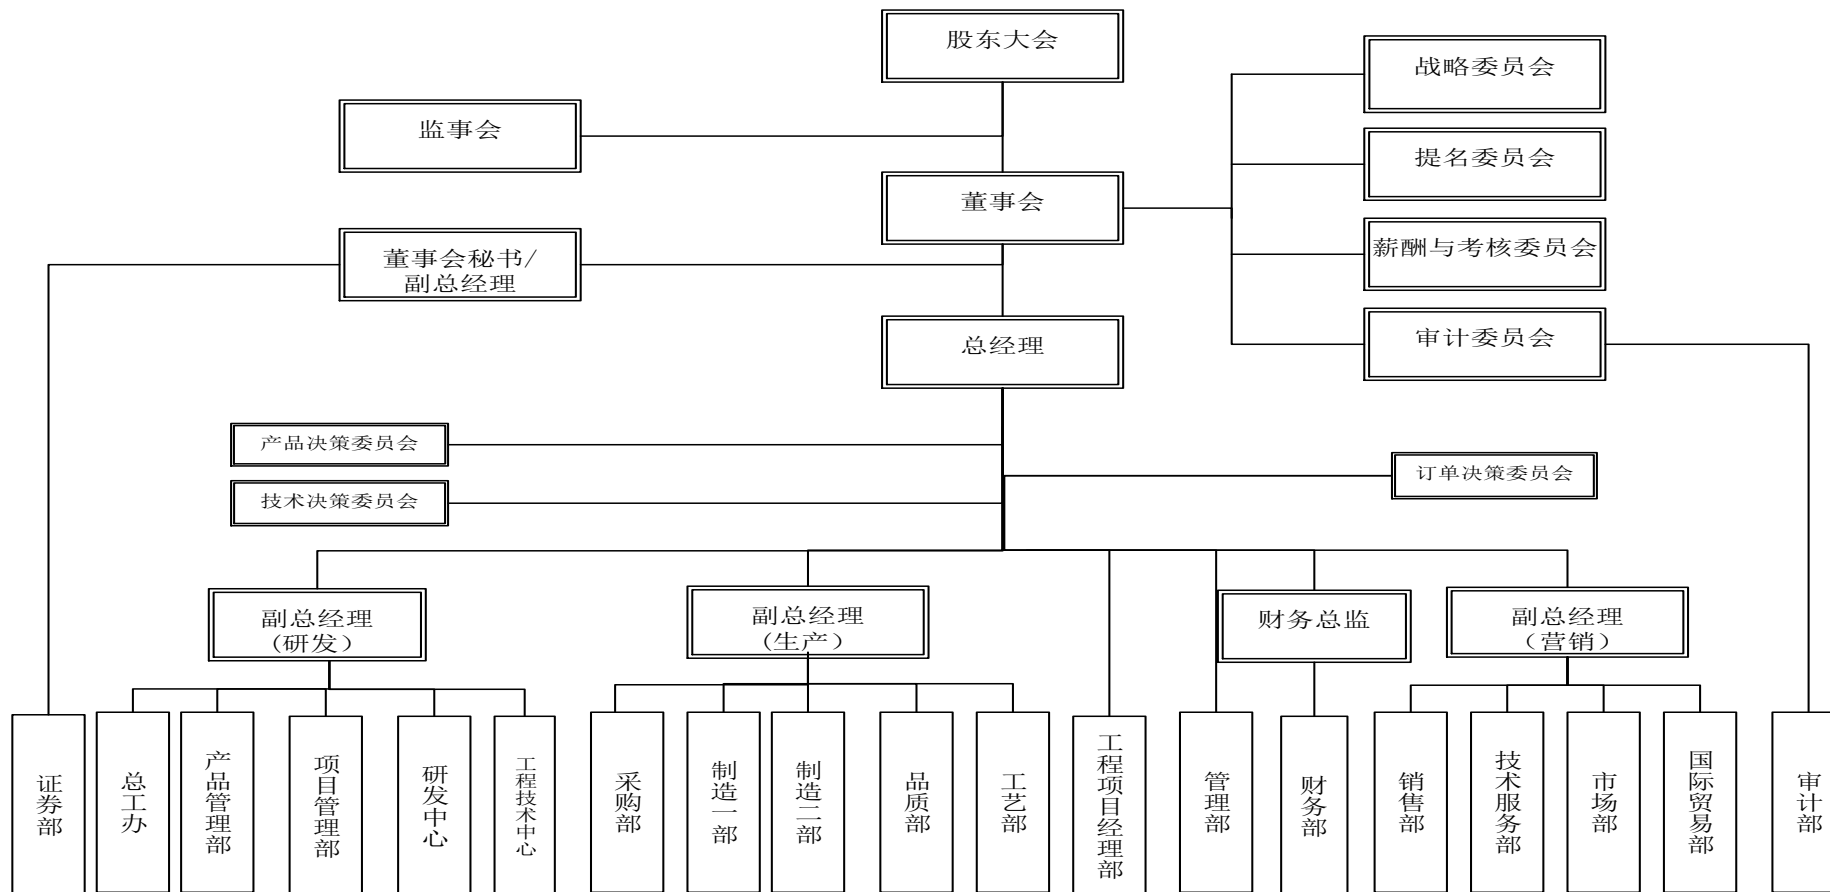 股东大会
战略委员会
监事会
提名委员会
董事会
薪酬与考核委员会
董事会秘书/
副总经理
总经理
审计委员会
产品决策委员会
订单决策委员会
技术决策委员会
副总经理
(研发）
副总经理
（生产）
财务总监
副总经理
（营销）
证券部
总工办
产品管理部
项目管理部
研发中心
工程技术中心
采购部
制造一部
制造二部
品质部
工艺部
工程项目经理部
管理部
财务部
销售部
技术服务部
市场部
国际贸易部
审计部